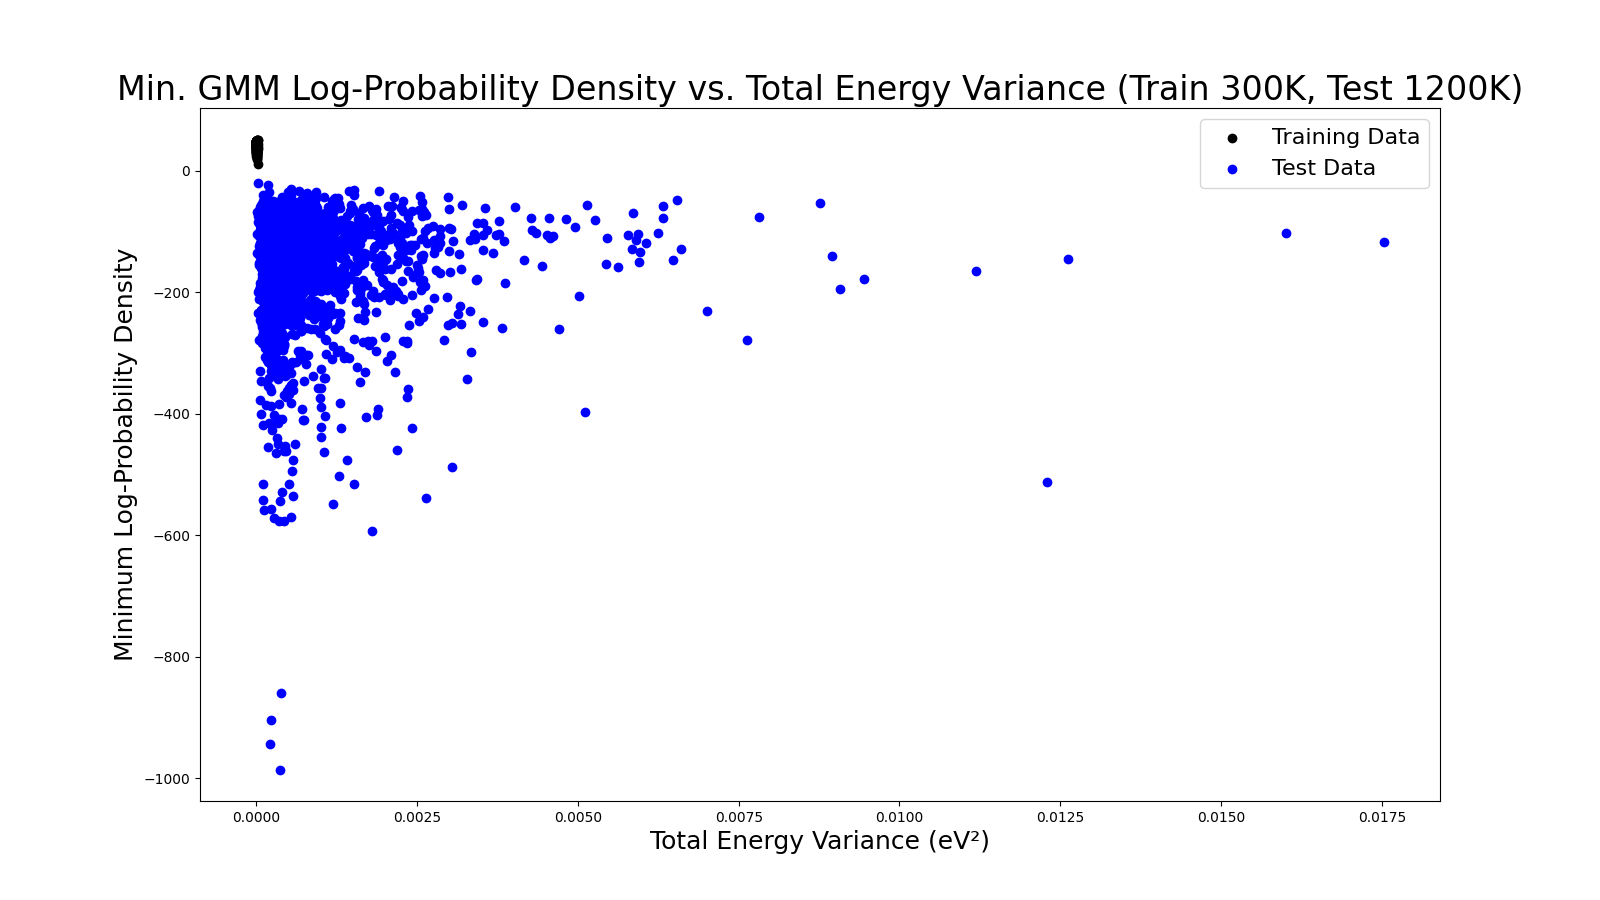 Min. GMM Log-Probability Density vs. Total Energy Variance (Train 300K, Test 1200K)
Training Data
Test Data
Minimum Log-Probability Density
0
−200
−400
−600
−800
−1000
0.0000 0.0025 0.0050 0.0075 0.0100 0.0125 0.0150 0.0175
Total Energy Variance (eV²)